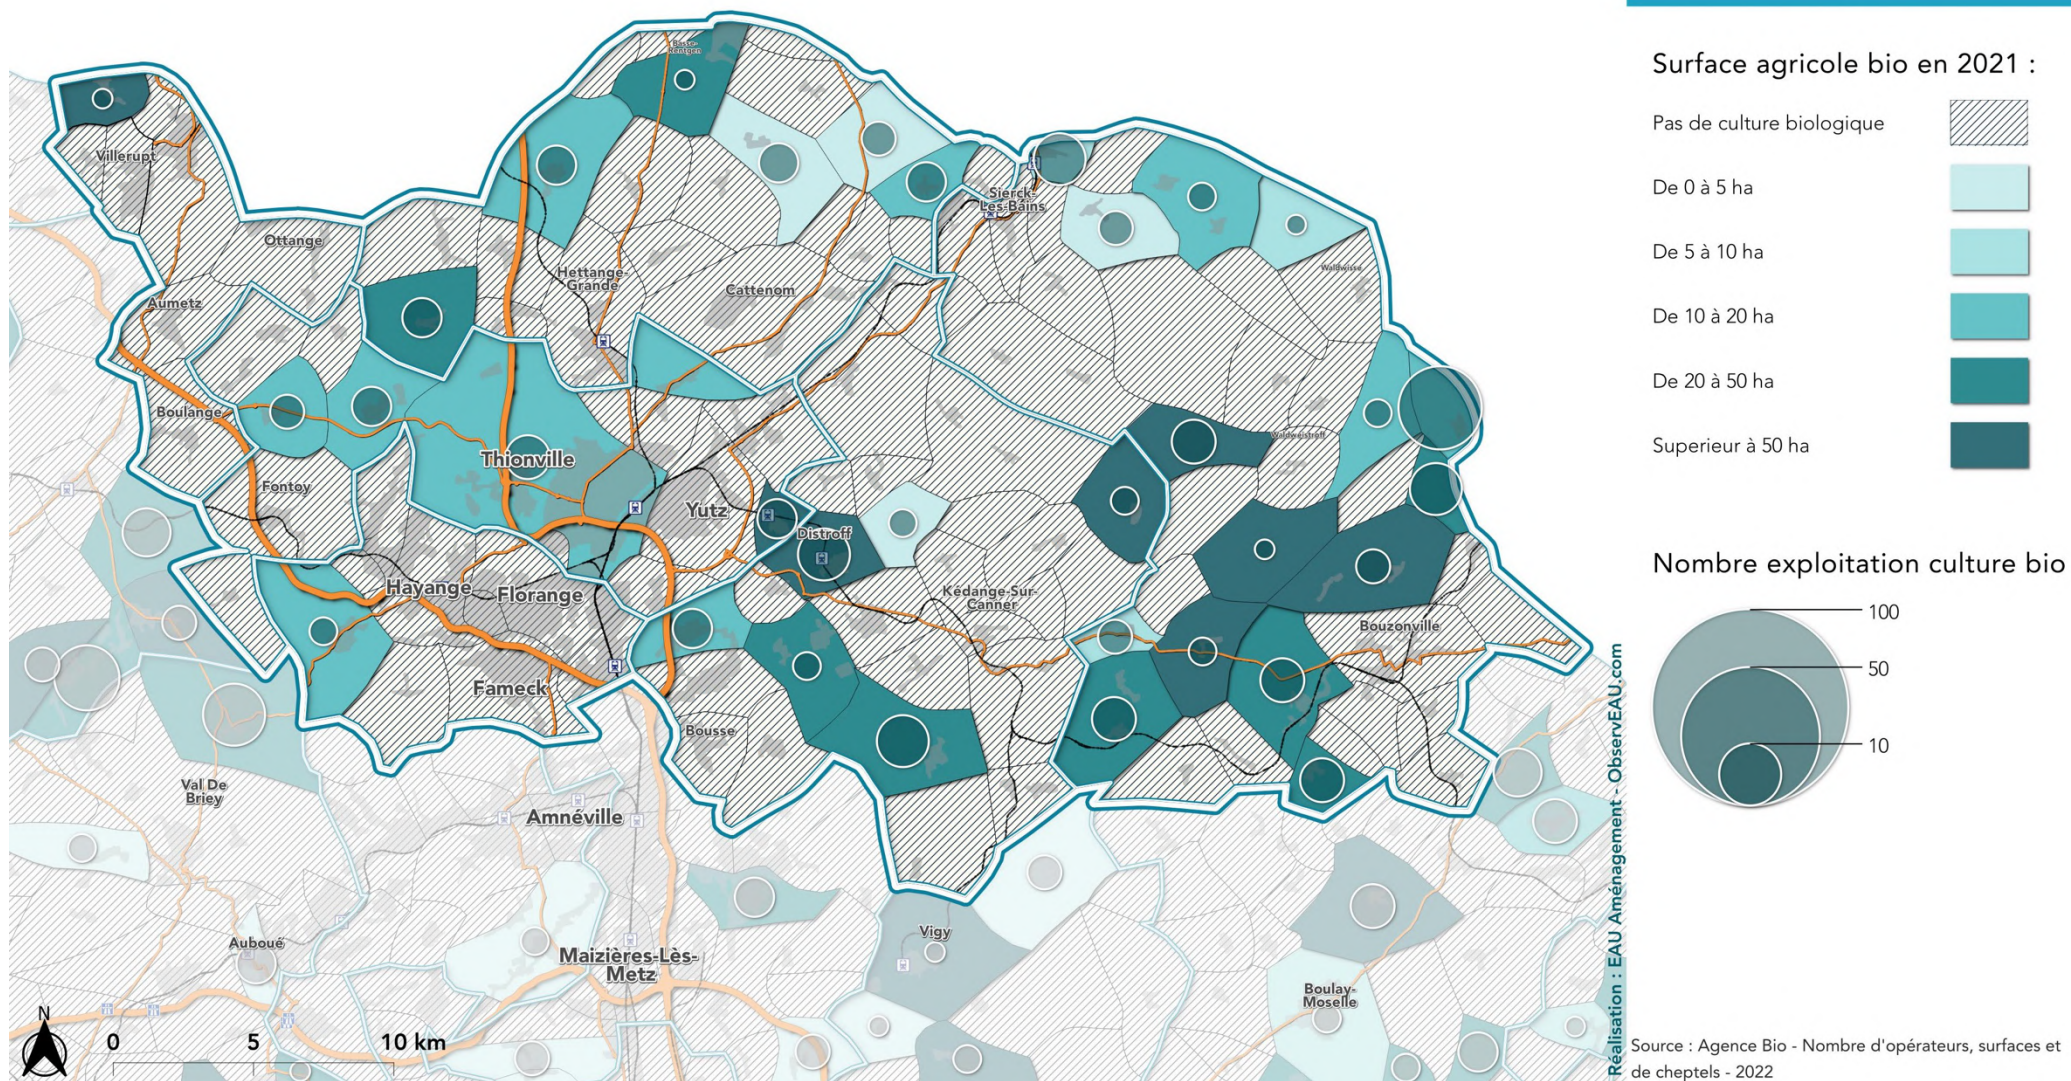 Surface agricole bio en 2021 :
Pas de culture biologique
De 0 à 5 ha
De 5 à 10 ha
De 10 à 20 ha
De 20 à 50 ha
Superieur à 50 ha
Nombre exploitation culture bio
100
50
10
Basse-
Rentgen
Villerupt
Sierck-
Les-Bains
Ottange
Hettange-
Grande
Cattenom
Waldwisse
Aumetz
Boulange
Waldweistroff
Thionville
Fontoy
Yutz
Distroff
Hayange
Florange
Kédange-Sur-
Canner
Bouzonville
Fameck
Bousse
Val De
Briey
Amnéville
Auboué
Maizières-Lès-
Metz
Vigy
Boulay-
Moselle
N
0
5
10 km
Réalisation : EAU Aménagement - ObservEAU.com
Source : Agence Bio - Nombre d'opérateurs, surfaces et
de cheptels - 2022